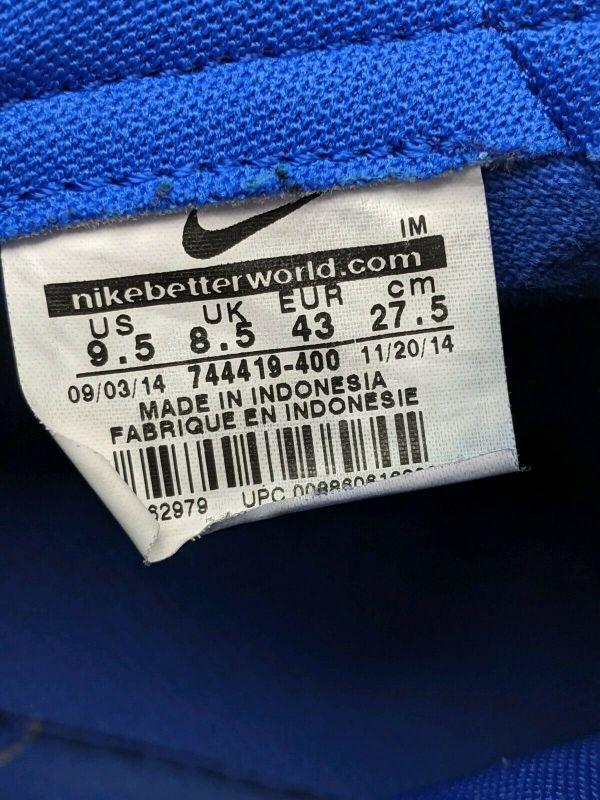 IM
nikebetterworld.com
US UK EUR cm
9.5 8.5 43 27.5
09/03/14 744419-400 11/20/14
MADE IN INDONESIA
FABRIQUE EN INDONESIE
62979 UPC